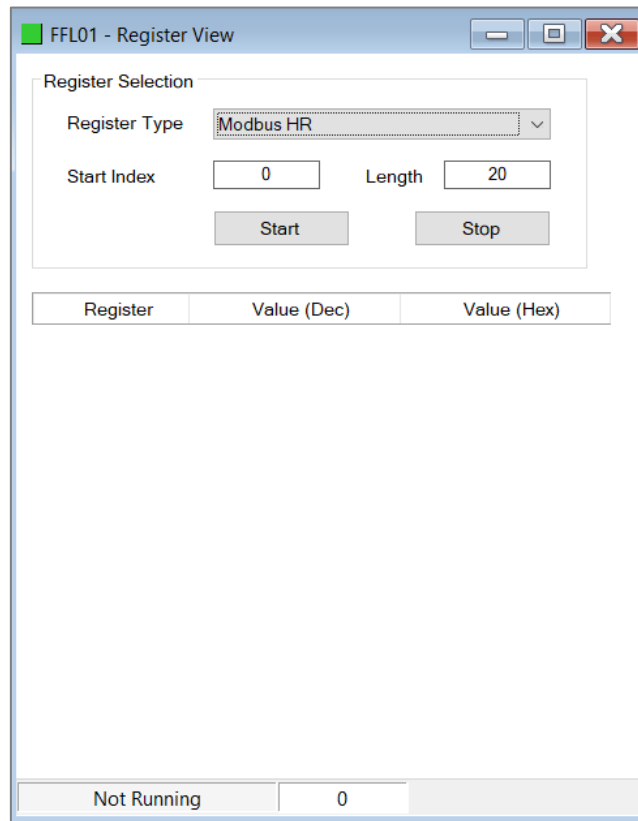 FFL01 - Register View
Register Selection
Register Type Modbus HR
Start Index 0 Length 20
Start Stop
Register Value (Dec) Value (Hex)
Not Running 0